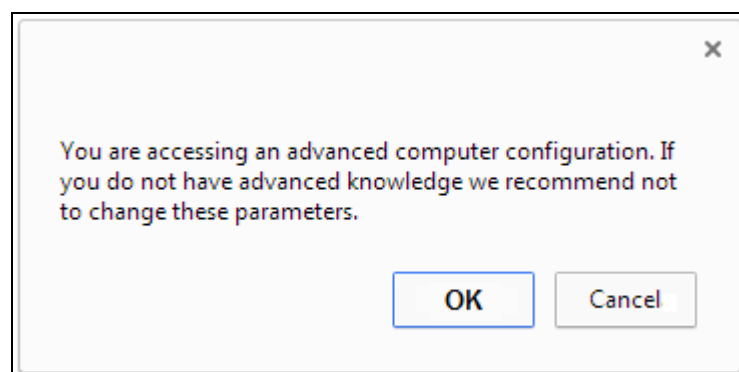 You are accessing an advanced computer configuration. If
you do not have advanced knowledge we recommend not
to change these parameters.
OK
Cancel